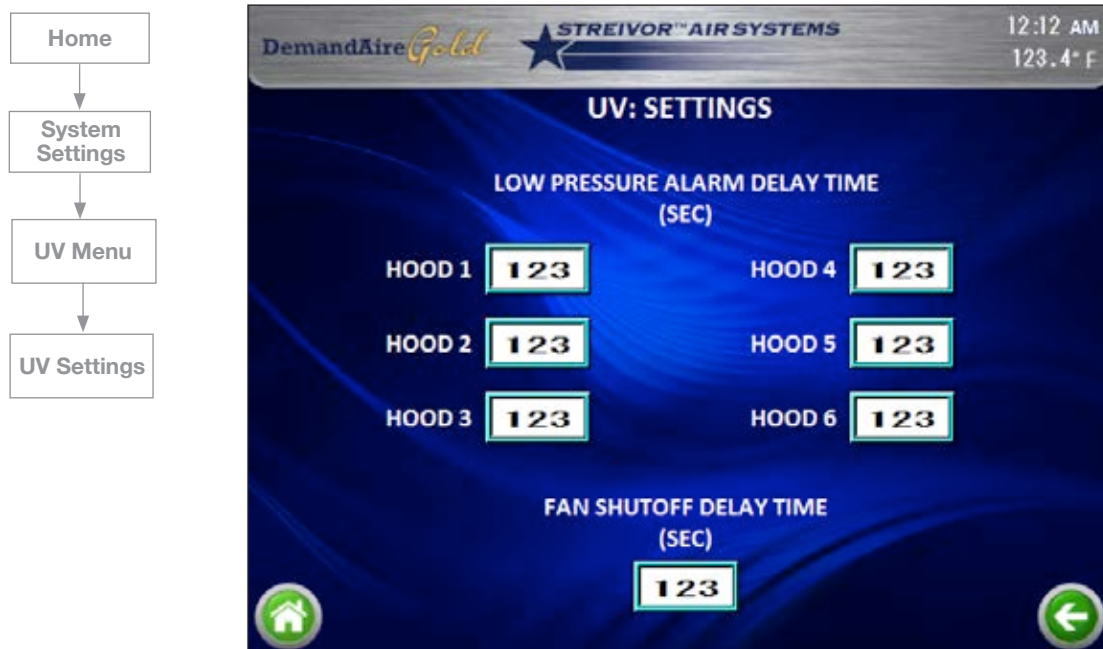 Home
System
Settings
UV Menu
UV Settings
DemandAire Gold
STREIVOR™ AIR SYSTEMS
12:12 AM
123.4° F
UV: SETTINGS
LOW PRESSURE ALARM DELAY TIME
(SEC)
HOOD 1 123
HOOD 4 123
HOOD 2 123
HOOD 5 123
HOOD 3 123
HOOD 6 123
FAN SHUTOFF DELAY TIME
(SEC)
123